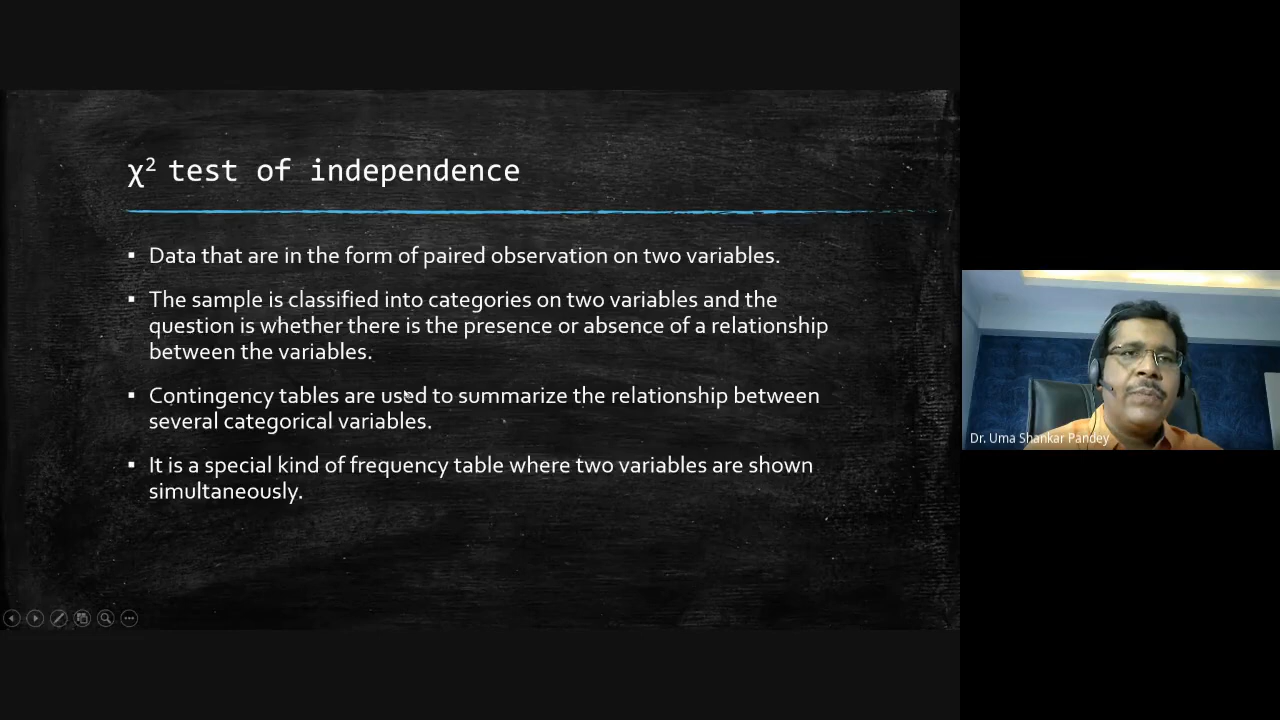 χ² test of independence
▪ Data that are in the form of paired observation on two variables.
▪ The sample is classified into categories on two variables and the
question is whether there is the presence or absence of a relationship
between the variables.
▪ Contingency tables are used to summarize the relationship between
several categorical variables.
▪ It is a special kind of frequency table where two variables are shown
simultaneously.
Dr. Uma Shankar Pandey